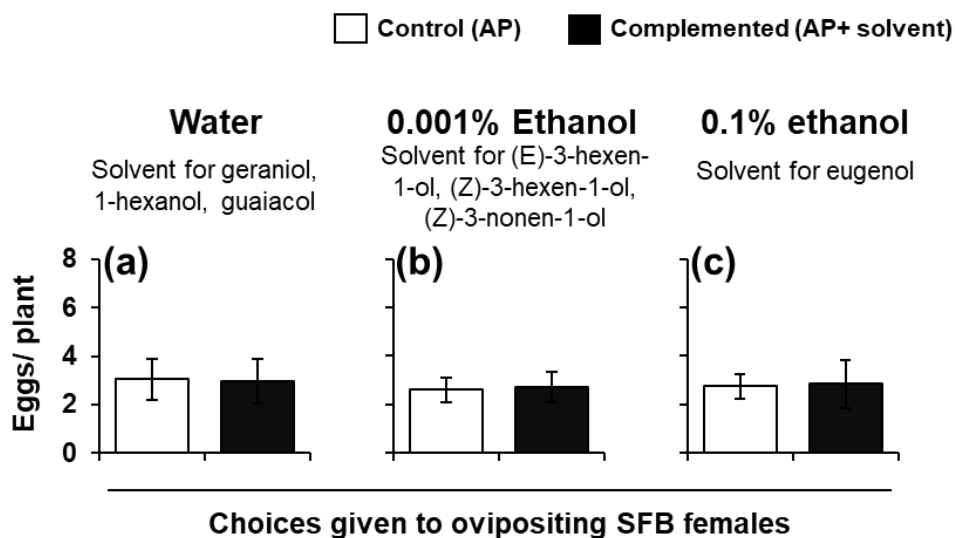 Control (AP)
Complemented (AP+ solvent)
Water
Solvent for geraniol,
1-hexanol, guaiacol
0.001% Ethanol
Solvent for (E)-3-hexen-
1-ol, (Z)-3-hexen-1-ol,
(Z)-3-nonen-1-ol
0.1% ethanol
Solvent for eugenol
(a)
(b)
(c)
Eggs/ plant
8
6
4
2
0
Choices given to ovipositing SFB females